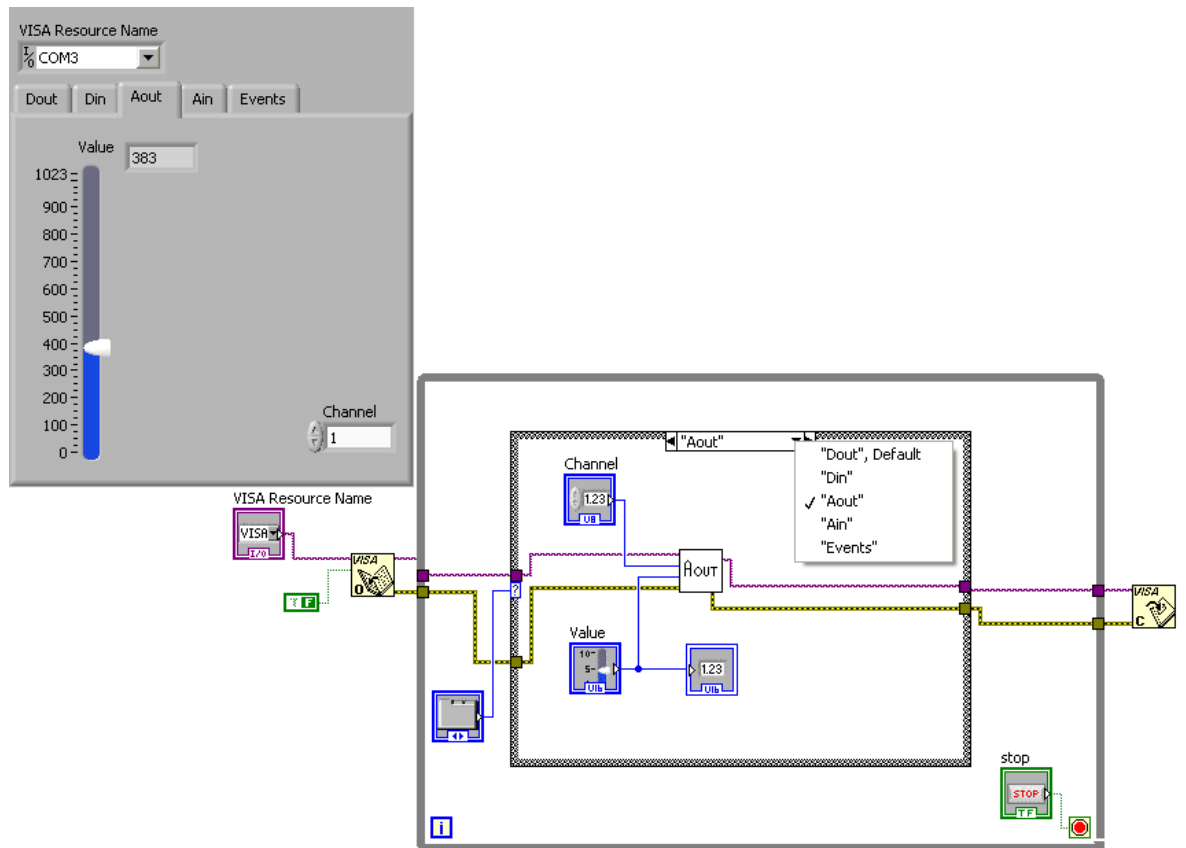 VISA Resource Name
I/O COM3
Dout Din Aout Ain Events
Value
383
1023
900
800
700
600
500
400
300
200
100
0
Channel
1
"Aout"
"Dout", Default
"Din"
"Aout"
"Ain"
"Events"
Channel
1.23
U8
VISA Resource Name
VISA
I/O
VISA
O
? F
AOUT
VISA
C
?
Value
10
5
U16
1.23
U16
stop
STOP
TF
i